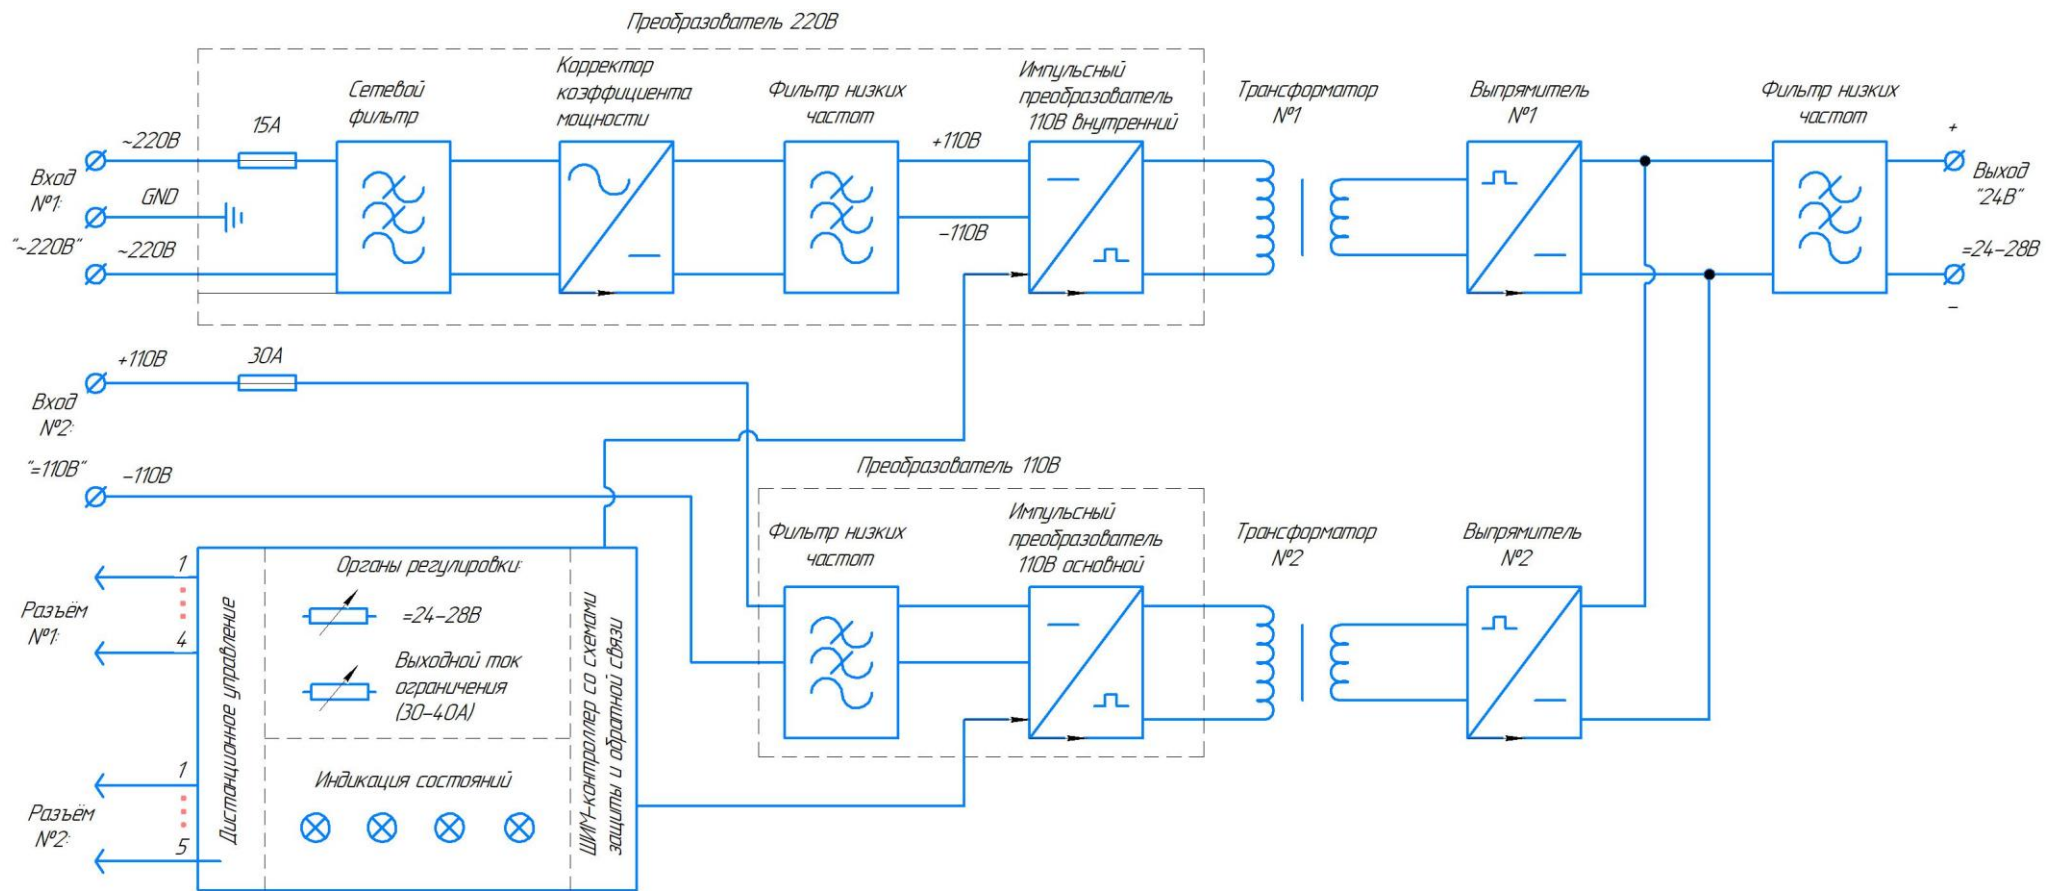 Преобразователь 220В
Сетевой
фильтр
Корректор
коэффициента
мощности
Фильтр низких
частот
Импульсный
преобразователь
110В внутренний
Трансформатор
№1
Выпрямитель
№1
Фильтр низких
частот
15А
~220В
Вход
№1:
"~220В"
GND
~220В
+110В
-110В
+
Выход
"24В"
=24-28В
-
+110В
30А
Вход
№2:
"=110В"
-110В
Преобразователь 110В
Фильтр низких
частот
Импульсный
преобразователь
110В основной
Трансформатор
№2
Выпрямитель
№2
Разъём
№1:
1
4
Разъём
№2:
1
5
Дистанционное управление
Органы регулировки:
=24-28В
Выходной ток
ограничения
(30-40А)
Индикация состояний
ШИМ-контроллер со схемами
защиты и обратной связи